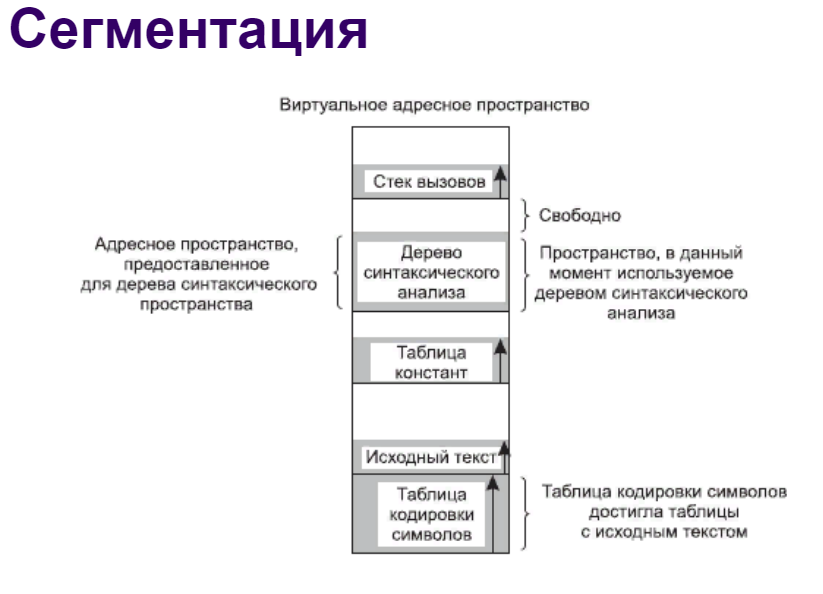 Сегментация
Виртуальное адресное пространство
Стек вызовов
Свободно
Адресное пространство,
предоставленное
для дерева синтаксического
пространства
Дерево
синтаксического
анализа
Пространство, в данный
момент используемое
деревом синтаксического
анализа
Таблица
констант
Исходный текст
Таблица
кодировки
символов
Таблица кодировки символов
достигла таблицы
с исходным текстом